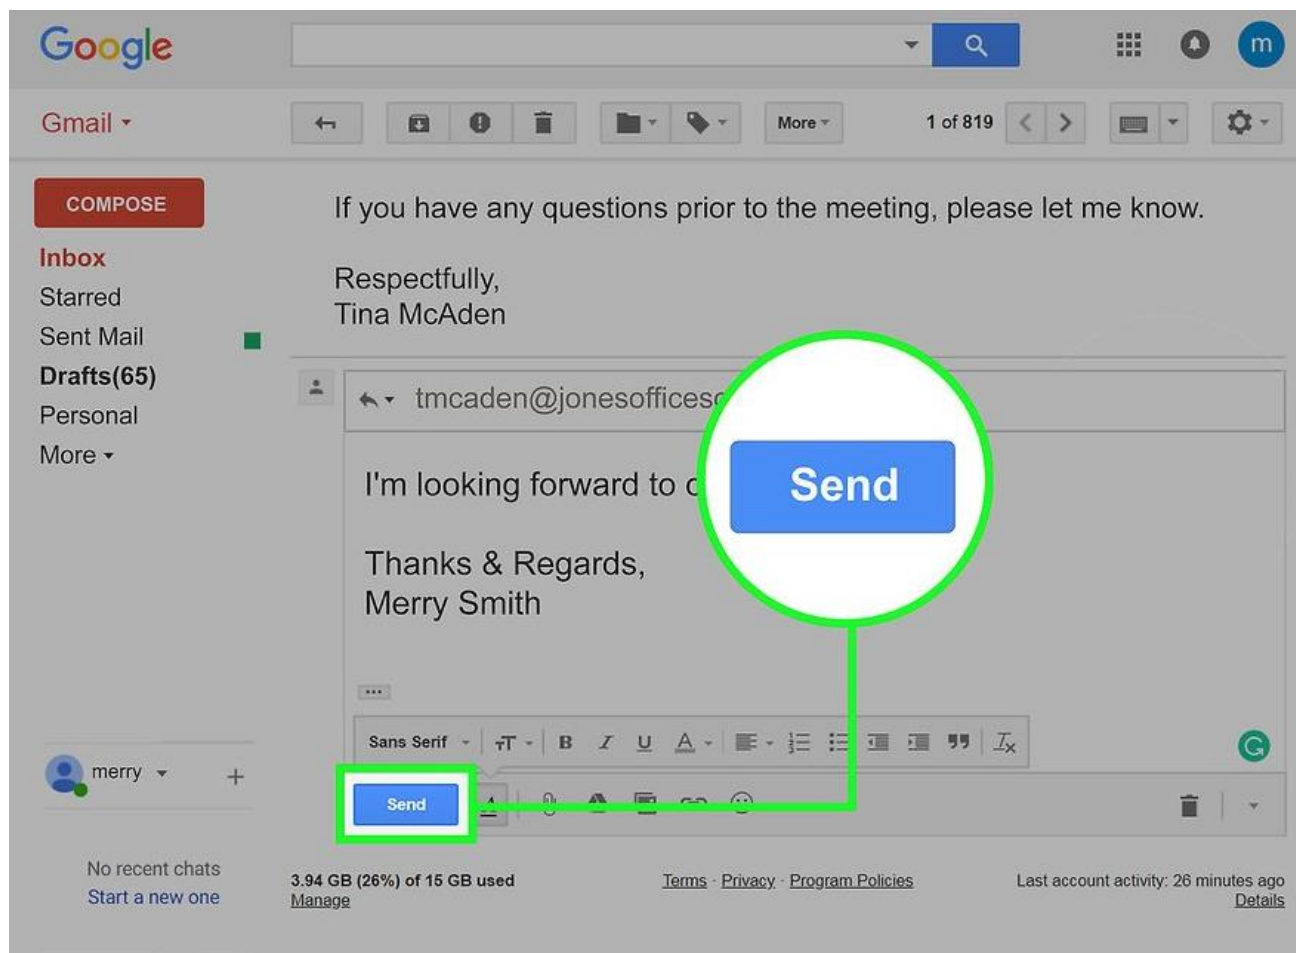 Google
m
Gmail
More
1 of 819
COMPOSE
Inbox
Starred
Sent Mail
Drafts(65)
Personal
More
If you have any questions prior to the meeting, please let me know.
Respectfully,
Tina McAden
tmcaden@jonesoffices
I'm looking forward to
Send
Thanks & Regards,
Merry Smith
Sans Serif
B I U A
Send
A
merry
No recent chats
Start a new one
3.94 GB (26%) of 15 GB used
Manage
Terms · Privacy · Program Policies
Last account activity: 26 minutes ago
Details